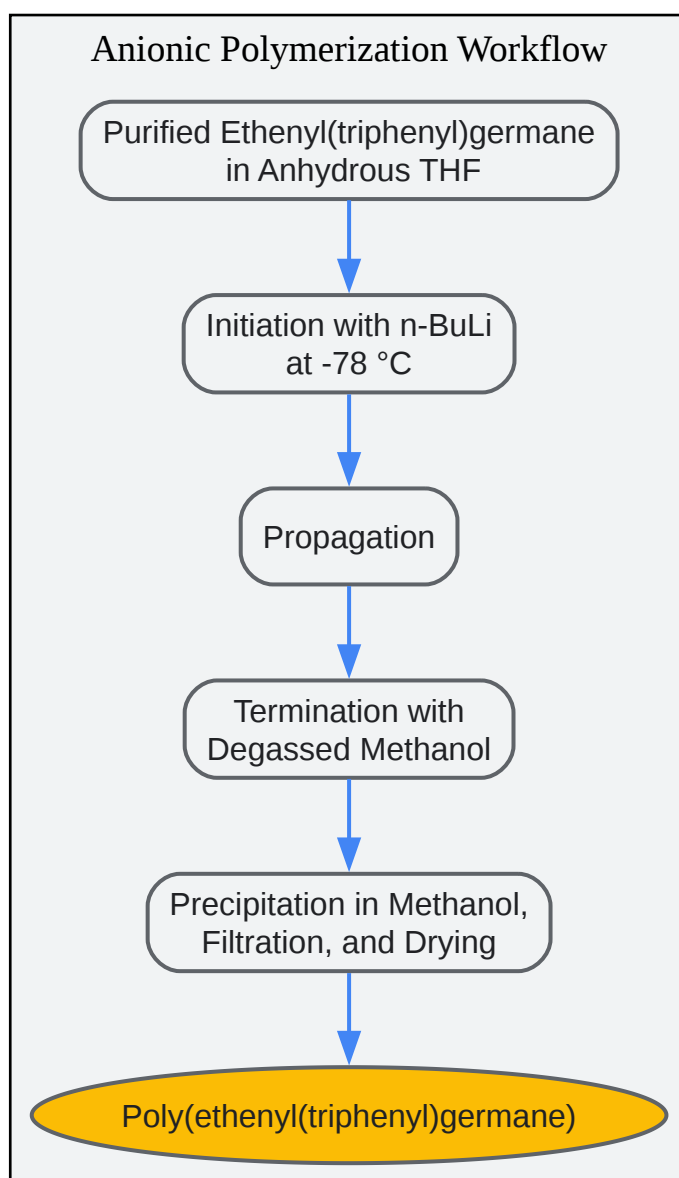 Anionic Polymerization Workflow
Purified Ethenyl(triphenyl)germane
in Anhydrous THF
Initiation with n-BuLi
at -78 °C
Propagation
Termination with
Degassed Methanol
Precipitation in Methanol,
Filtration, and Drying
Poly(ethenyl(triphenyl)germane)